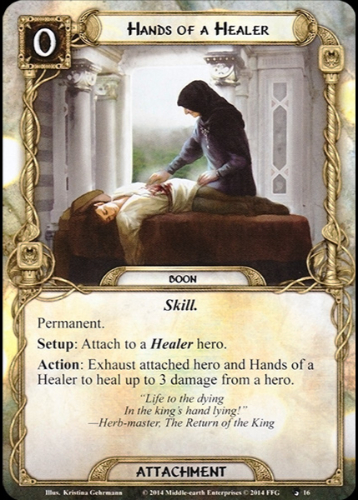 0
HANDS OF A HEALER
BOON
Skill.
Permanent.
Setup: Attach to a Healer hero.
Action: Exhaust attached hero and Hands of a
Healer to heal up to 3 damage from a hero.
“Life to the dying
In the king's hand lying!”
—Herb-master, The Return of the King
Illus. Kristina Gehrmann
© 2014 Middle-earth Enterprises © 2014 FFG
16
ATTACHMENT